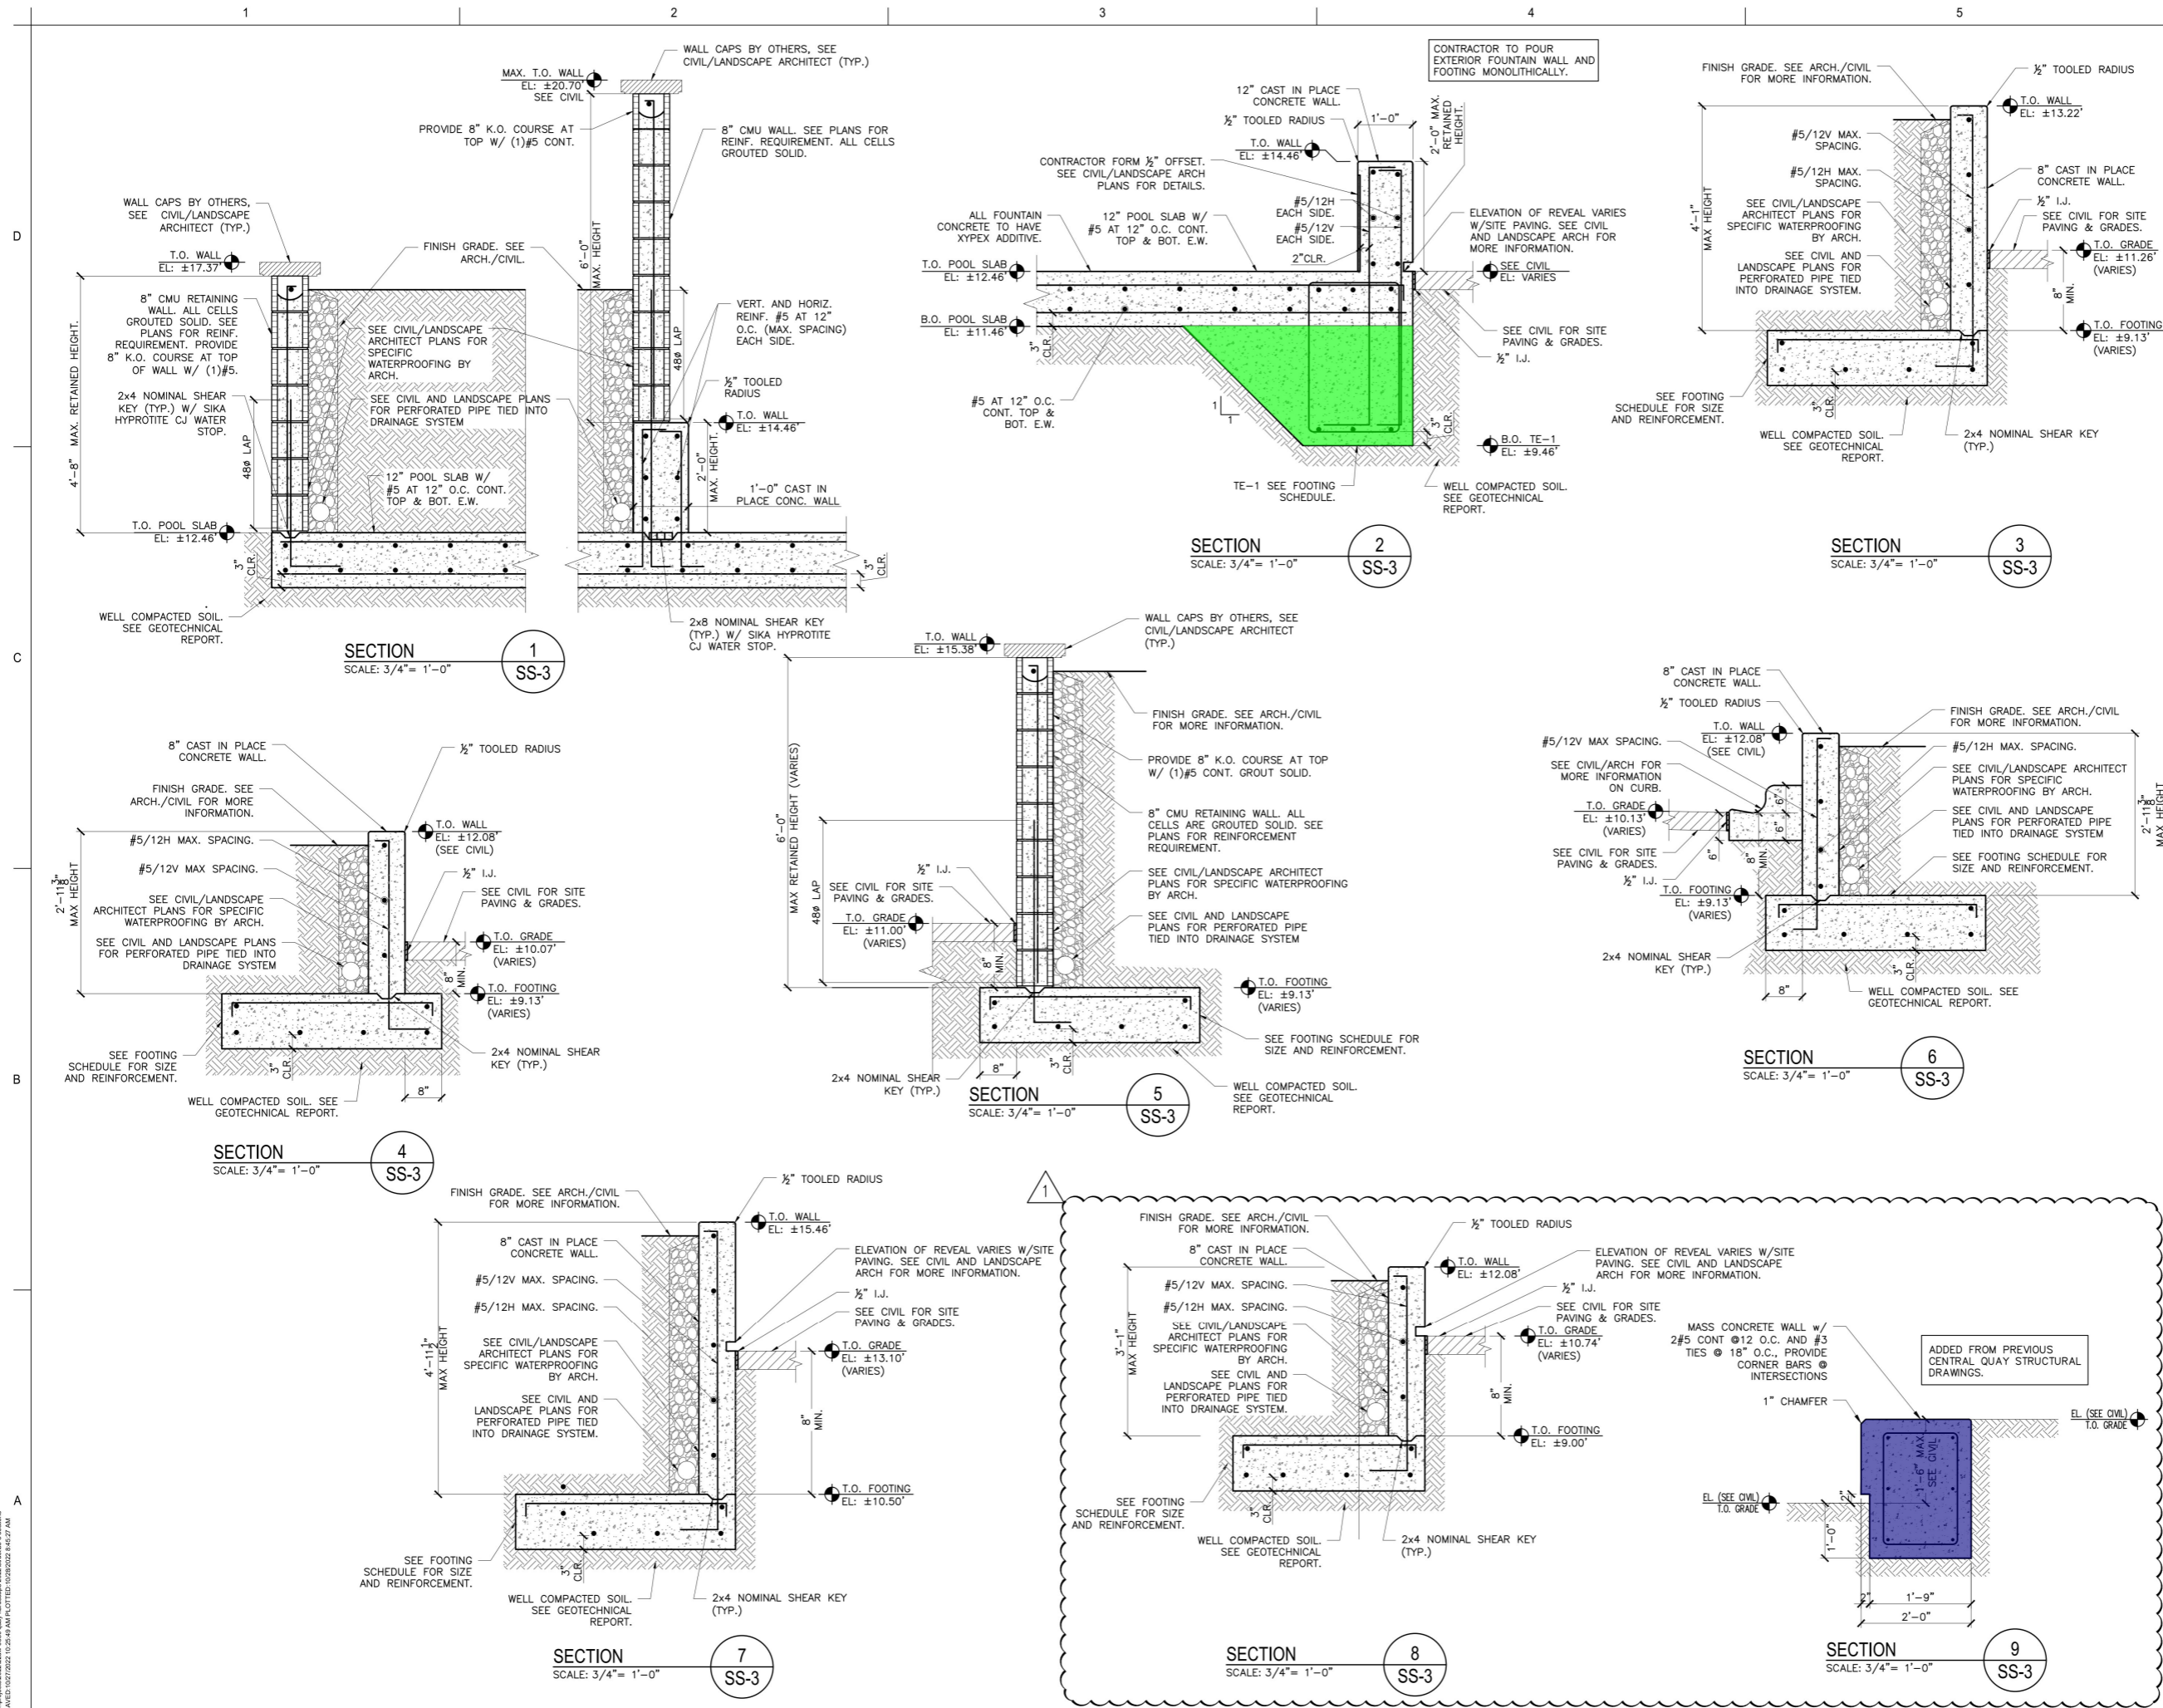 1
2
3
4
5
D
C
B
A
WALL CAPS BY OTHERS, SEE
CIVIL/LANDSCAPE ARCHITECT (TYP.)
MAX. T.O. WALL
EL: ±20.70'
SEE CIVIL
PROVIDE 8" K.O. COURSE AT
TOP W/ (1)#5 CONT.
8" CMU WALL. SEE PLANS FOR
REINF. REQUIREMENT. ALL CELLS
GROUTED SOLID.
WALL CAPS BY OTHERS,
SEE CIVIL/LANDSCAPE
ARCHITECT (TYP.)
T.O. WALL
EL: ±17.37'
FINISH GRADE. SEE
ARCH./CIVIL.
6'-0"
MAX. HEIGHT
8" CMU RETAINING
WALL. ALL CELLS
GROUTED SOLID. SEE
PLANS FOR REINF.
REQUIREMENT. PROVIDE
8" K.O. COURSE AT TOP
OF WALL W/ (1)#5.
4'-8" MAX. RETAINED HEIGHT.
SEE CIVIL/LANDSCAPE
ARCHITECT PLANS FOR
SPECIFIC
WATERPROOFING BY
ARCH.
VERT. AND HORIZ.
REINF. #5 AT 12"
O.C. (MAX. SPACING)
EACH SIDE.
48ø LAP
2x4 NOMINAL SHEAR
KEY (TYP.) W/ SIKA
HYPROTITE CJ WATER
STOP.
48ø LAP
SEE CIVIL AND LANDSCAPE PLANS
FOR PERFORATED PIPE TIED INTO
DRAINAGE SYSTEM
½" TOOLED
RADIUS
T.O. WALL
EL: ±14.46'
2'-0"
MAX. HEIGHT.
12" POOL SLAB W/
#5 AT 12" O.C. CONT.
TOP & BOT. E.W.
1'-0" CAST IN
PLACE CONC. WALL
T.O. POOL SLAB
EL: ±12.46'
3"
CLR.
3"
CLR.
WELL COMPACTED SOIL.
SEE GEOTECHNICAL
REPORT.
2x8 NOMINAL SHEAR KEY
(TYP.) W/ SIKA HYPROTITE
CJ WATER STOP.
SECTION
SCALE: 3/4"= 1'-0"
1
SS-3
CONTRACTOR TO POUR
EXTERIOR FOUNTAIN WALL AND
FOOTING MONOLITHICALLY.
12" CAST IN PLACE
CONCRETE WALL.
½" TOOLED RADIUS
1'-0"
2'-0" MAX.
RETAINED
HEIGHT.
T.O. WALL
EL: ±14.46'
CONTRACTOR FORM ½" OFFSET.
SEE CIVIL/LANDSCAPE ARCH
PLANS FOR DETAILS.
#5/12H
EACH SIDE.
#5/12V
EACH SIDE.
2"CLR.
ALL FOUNTAIN
CONCRETE TO HAVE
XYPEX ADDITIVE.
12" POOL SLAB W/
#5 AT 12" O.C. CONT.
TOP & BOT. E.W.
ELEVATION OF REVEAL VARIES
W/SITE PAVING. SEE CIVIL
AND LANDSCAPE ARCH FOR
MORE INFORMATION.
T.O. POOL SLAB
EL: ±12.46'
SEE CIVIL
EL: VARIES
B.O. POOL SLAB
EL: ±11.46'
SEE CIVIL FOR SITE
PAVING & GRADES.
½" I.J.
3"
CLR.
#5 AT 12" O.C.
CONT. TOP &
BOT. E.W.
1
1
3"
CLR.
B.O. TE-1
EL: ±9.46'
TE-1 SEE FOOTING
SCHEDULE.
WELL COMPACTED SOIL.
SEE GEOTECHNICAL
REPORT.
SECTION
SCALE: 3/4"= 1'-0"
2
SS-3
FINISH GRADE. SEE ARCH./CIVIL
FOR MORE INFORMATION.
½" TOOLED RADIUS
T.O. WALL
EL: ±13.22'
#5/12V MAX.
SPACING.
#5/12H MAX.
SPACING.
8" CAST IN PLACE
CONCRETE WALL.
4'-1"
MAX HEIGHT
½" I.J.
SEE CIVIL/LANDSCAPE
ARCHITECT PLANS FOR
SPECIFIC WATERPROOFING
BY ARCH.
SEE CIVIL FOR SITE
PAVING & GRADES.
T.O. GRADE
EL: ±11.26'
(VARIES)
SEE CIVIL AND
LANDSCAPE PLANS FOR
PERFORATED PIPE TIED
INTO DRAINAGE SYSTEM.
8"
MIN.
T.O. FOOTING
EL: ±9.13'
(VARIES)
SEE FOOTING
SCHEDULE FOR SIZE
AND REINFORCEMENT.
3"
CLR.
WELL COMPACTED SOIL.
SEE GEOTECHNICAL
REPORT.
2x4 NOMINAL SHEAR KEY
(TYP.)
SECTION
SCALE: 3/4"= 1'-0"
3
SS-3
8" CAST IN PLACE
CONCRETE WALL.
½" TOOLED RADIUS
FINISH GRADE. SEE
ARCH./CIVIL FOR MORE
INFORMATION.
T.O. WALL
EL: ±12.08'
(SEE CIVIL)
#5/12H MAX. SPACING.
#5/12V MAX SPACING.
2'-11⅜"
MAX HEIGHT
½" I.J.
SEE CIVIL FOR SITE
PAVING & GRADES.
SEE CIVIL/LANDSCAPE
ARCHITECT PLANS FOR SPECIFIC
WATERPROOFING BY ARCH.
SEE CIVIL AND LANDSCAPE PLANS
FOR PERFORATED PIPE TIED INTO
DRAINAGE SYSTEM
T.O. GRADE
EL: ±10.07'
(VARIES)
8"
MIN.
T.O. FOOTING
EL: ±9.13'
(VARIES)
SEE FOOTING
SCHEDULE FOR SIZE
AND REINFORCEMENT.
3"
CLR.
2x4 NOMINAL SHEAR
KEY (TYP.)
8"
WELL COMPACTED SOIL. SEE
GEOTECHNICAL REPORT.
SECTION
SCALE: 3/4"= 1'-0"
4
SS-3
WALL CAPS BY OTHERS, SEE
CIVIL/LANDSCAPE ARCHITECT
(TYP.)
T.O. WALL
EL: ±15.38'
FINISH GRADE. SEE ARCH./CIVIL
FOR MORE INFORMATION.
PROVIDE 8" K.O. COURSE AT TOP
W/ (1)#5 CONT. GROUT SOLID.
6'-0"
MAX RETAINED HEIGHT (VARIES)
48ø LAP
8" CMU RETAINING WALL. ALL
CELLS ARE GROUTED SOLID. SEE
PLANS FOR REINFORCEMENT
REQUIREMENT.
½" I.J.
SEE CIVIL FOR SITE
PAVING & GRADES.
SEE CIVIL/LANDSCAPE ARCHITECT
PLANS FOR SPECIFIC WATERPROOFING
BY ARCH.
T.O. GRADE
EL: ±11.00'
(VARIES)
SEE CIVIL AND LANDSCAPE
PLANS FOR PERFORATED PIPE
TIED INTO DRAINAGE SYSTEM
8"
MIN.
T.O. FOOTING
EL: ±9.13'
(VARIES)
SEE FOOTING SCHEDULE FOR
SIZE AND REINFORCEMENT.
3"
CLR.
8"
2x4 NOMINAL SHEAR
KEY (TYP.)
WELL COMPACTED SOIL.
SEE GEOTECHNICAL
REPORT.
SECTION
SCALE: 3/4"= 1'-0"
5
SS-3
8" CAST IN PLACE
CONCRETE WALL.
½" TOOLED RADIUS
FINISH GRADE. SEE ARCH./CIVIL
FOR MORE INFORMATION.
T.O. WALL
EL: ±12.08'
(SEE CIVIL)
#5/12V MAX SPACING.
#5/12H MAX. SPACING.
SEE CIVIL/ARCH FOR
MORE INFORMATION
ON CURB.
SEE CIVIL/LANDSCAPE ARCHITECT
PLANS FOR SPECIFIC
WATERPROOFING BY ARCH.
2'-11⅜"
MAX HEIGHT
T.O. GRADE
EL: ±10.13'
(VARIES)
6"
6"
6"
8"
MIN.
SEE CIVIL AND LANDSCAPE
PLANS FOR PERFORATED PIPE
TIED INTO DRAINAGE SYSTEM
SEE CIVIL FOR SITE
PAVING & GRADES.
½" I.J.
SEE FOOTING SCHEDULE FOR
SIZE AND REINFORCEMENT.
T.O. FOOTING
EL: ±9.13'
(VARIES)
2x4 NOMINAL SHEAR
KEY (TYP.)
3"
CLR.
8"
WELL COMPACTED SOIL. SEE
GEOTECHNICAL REPORT.
SECTION
SCALE: 3/4"= 1'-0"
6
SS-3
½" TOOLED RADIUS
FINISH GRADE. SEE ARCH./CIVIL
FOR MORE INFORMATION.
T.O. WALL
EL: ±15.46'
8" CAST IN PLACE
CONCRETE WALL.
ELEVATION OF REVEAL VARIES W/SITE
PAVING. SEE CIVIL AND LANDSCAPE
ARCH FOR MORE INFORMATION.
#5/12V MAX. SPACING.
#5/12H MAX. SPACING.
½" I.J.
SEE CIVIL FOR SITE
PAVING & GRADES.
4'-11½"
MAX HEIGHT
SEE CIVIL/LANDSCAPE
ARCHITECT PLANS FOR
SPECIFIC WATERPROOFING
BY ARCH.
T.O. GRADE
EL: ±13.10'
(VARIES)
SEE CIVIL AND
LANDSCAPE PLANS FOR
PERFORATED PIPE TIED
INTO DRAINAGE SYSTEM.
8"
MIN.
T.O. FOOTING
EL: ±10.50'
SEE FOOTING
SCHEDULE FOR SIZE
AND REINFORCEMENT.
3"
CLR.
WELL COMPACTED SOIL.
SEE GEOTECHNICAL
REPORT.
2x4 NOMINAL SHEAR KEY
(TYP.)
SECTION
SCALE: 3/4"= 1'-0"
7
SS-3
1
FINISH GRADE. SEE ARCH./CIVIL
FOR MORE INFORMATION.
½" TOOLED RADIUS
8" CAST IN PLACE
CONCRETE WALL.
T.O. WALL
EL: ±12.08'
ELEVATION OF REVEAL VARIES W/SITE
PAVING. SEE CIVIL AND LANDSCAPE
ARCH FOR MORE INFORMATION.
#5/12V MAX. SPACING.
#5/12H MAX. SPACING.
½" I.J.
SEE CIVIL FOR SITE
PAVING & GRADES.
3'-1"
MAX HEIGHT
SEE CIVIL/LANDSCAPE
ARCHITECT PLANS FOR
SPECIFIC WATERPROOFING
BY ARCH.
T.O. GRADE
EL: ±10.74'
(VARIES)
SEE CIVIL AND
LANDSCAPE PLANS FOR
PERFORATED PIPE TIED
INTO DRAINAGE SYSTEM.
8"
MIN.
T.O. FOOTING
EL: ±9.00'
SEE FOOTING
SCHEDULE FOR SIZE
AND REINFORCEMENT.
3"
CLR.
WELL COMPACTED SOIL.
SEE GEOTECHNICAL
REPORT.
2x4 NOMINAL SHEAR KEY
(TYP.)
SECTION
SCALE: 3/4"= 1'-0"
8
SS-3
MASS CONCRETE WALL w/
2#5 CONT @12 O.C. AND #3
TIES @ 18" O.C., PROVIDE
CORNER BARS @
INTERSECTIONS
ADDED FROM PREVIOUS
CENTRAL QUAY STRUCTURAL
DRAWINGS.
1" CHAMFER
EL. (SEE CIVIL)
T.O. GRADE
1'-6" MAX
SEE CIVIL
EL. (SEE CIVIL)
T.O. GRADE
2"
1'-0"
2"
1'-9"
2'-0"
SECTION
SCALE: 3/4"= 1'-0"
9
SS-3